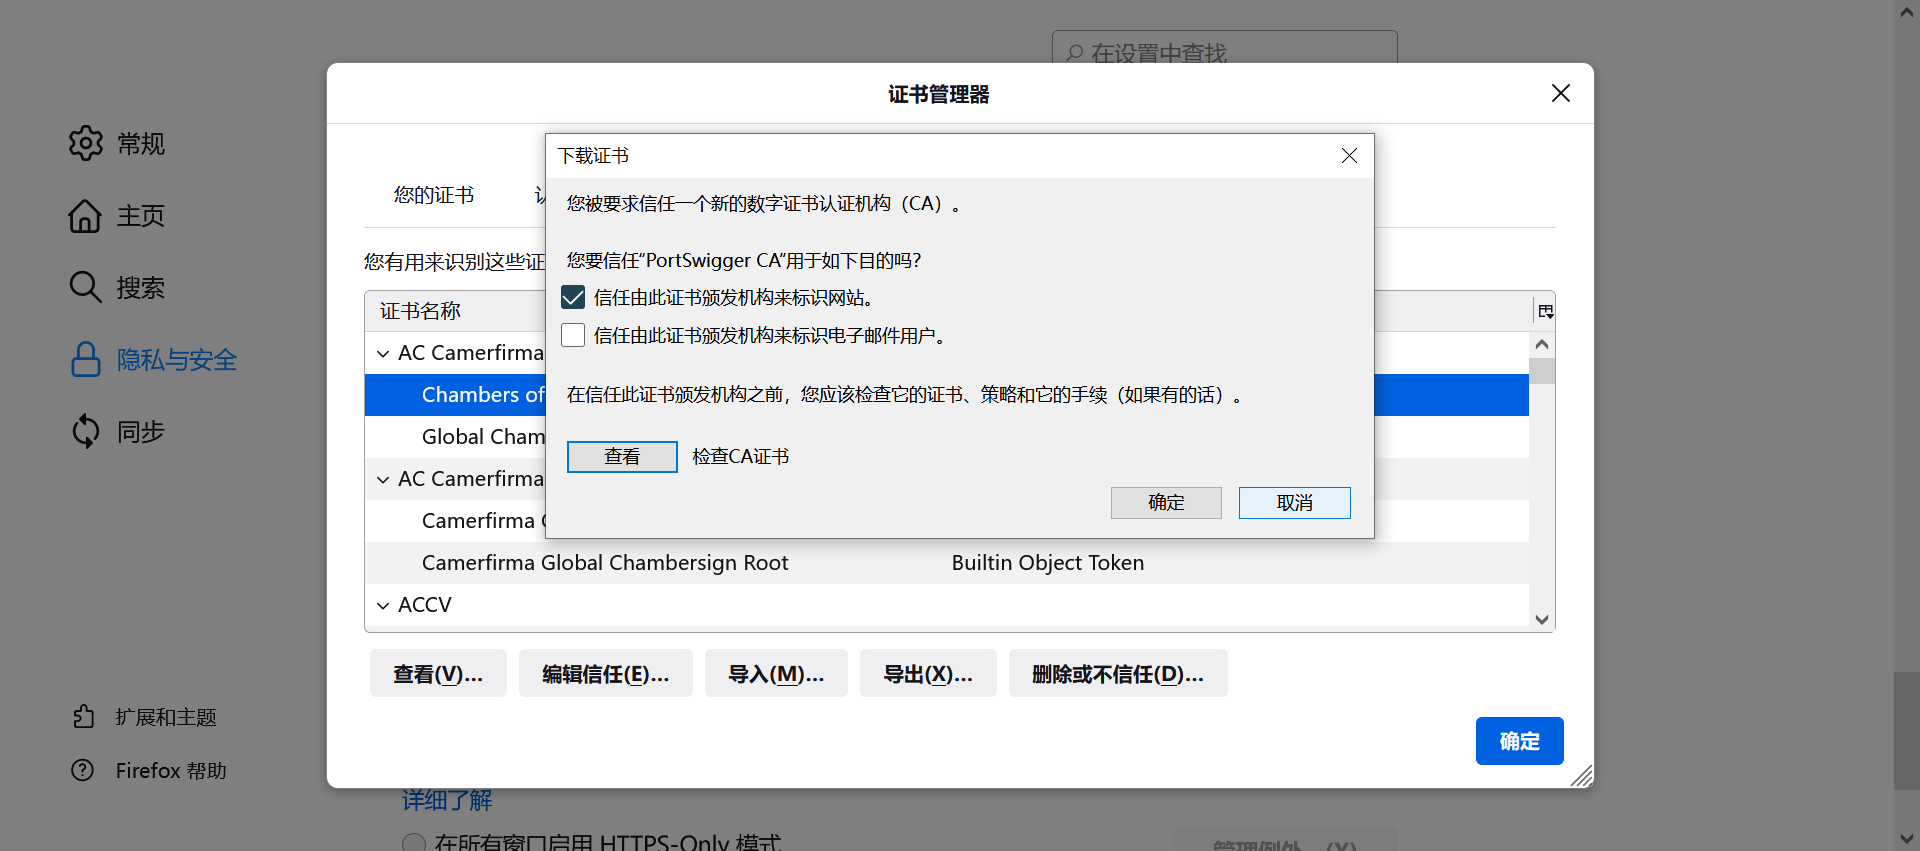 在设置中查找
证书管理器
常规
主页
搜索
隐私与安全
同步
扩展和主题
Firefox 帮助
下载证书
您被要求信任一个新的数字证书认证机构（CA）。
您要信任“PortSwigger CA”用于如下目的吗？
信任由此证书颁发机构来标识网站。
信任由此证书颁发机构来标识电子邮件用户。
在信任此证书颁发机构之前，您应该检查它的证书、策略和它的手续（如果有的话）。
查看 检查CA证书
确定 取消
您的证书
您有用来识别这些证
证书名称
AC Camerfirma
Chambers of
Global Cham
AC Camerfirma
Camerfirma
Camerfirma Global Chambersign Root Builtin Object Token
ACCV
查看(V)... 编辑信任(E)... 导入(M)... 导出(X)... 删除或不信任(D)...
确定
详细了解
在所有窗口启用 HTTPS-Only 模式
管理例外...(X)